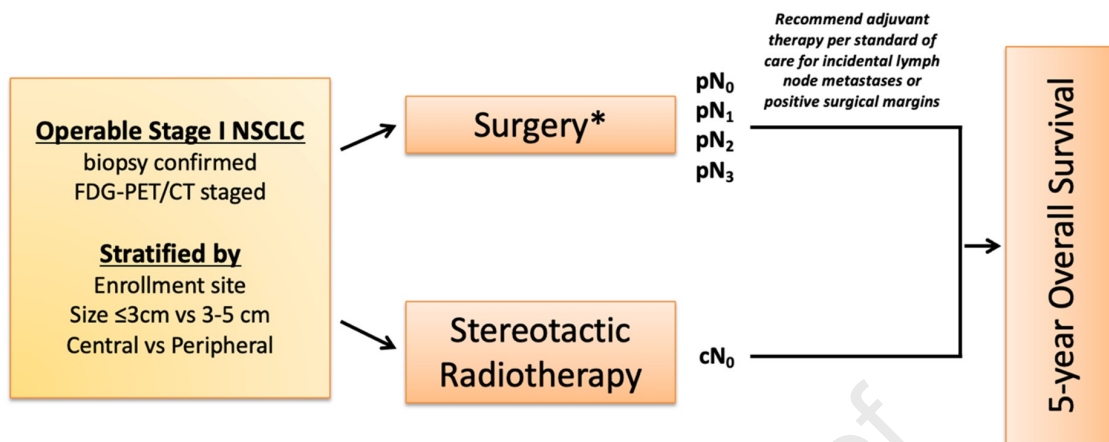 Operable Stage I NSCLC
biopsy confirmed
FDG-PET/CT staged
Stratified by
Enrollment site
Size ≤3cm vs 3-5 cm
Central vs Peripheral
Surgery*
Stereotactic
Radiotherapy
pN₀
pN₁
pN₂
pN₃
cN₀
Recommend adjuvant
therapy per standard of
care for incidental lymph
node metastases or
positive surgical margins
5-year Overall Survival